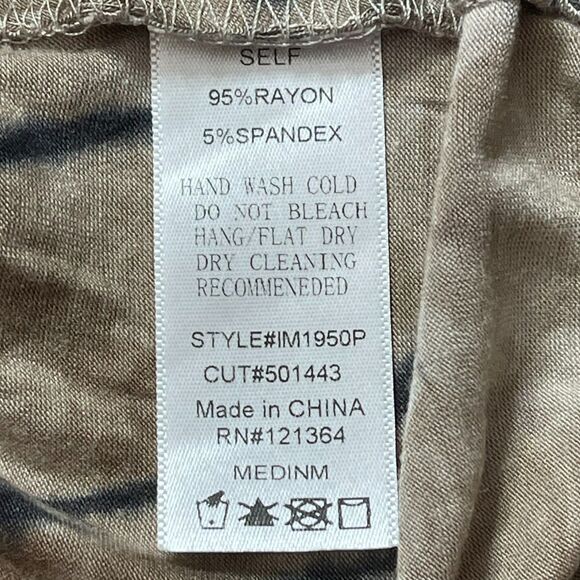 SELF
95%RAYON
5%SPANDEX
HAND WASH COLD
DO NOT BLEACH
HANG/FLAT DRY
DRY CLEANING
RECOMMENEDED
STYLE#IM1950P
CUT#501443
Made in CHINA
RN#121364
MEDINM